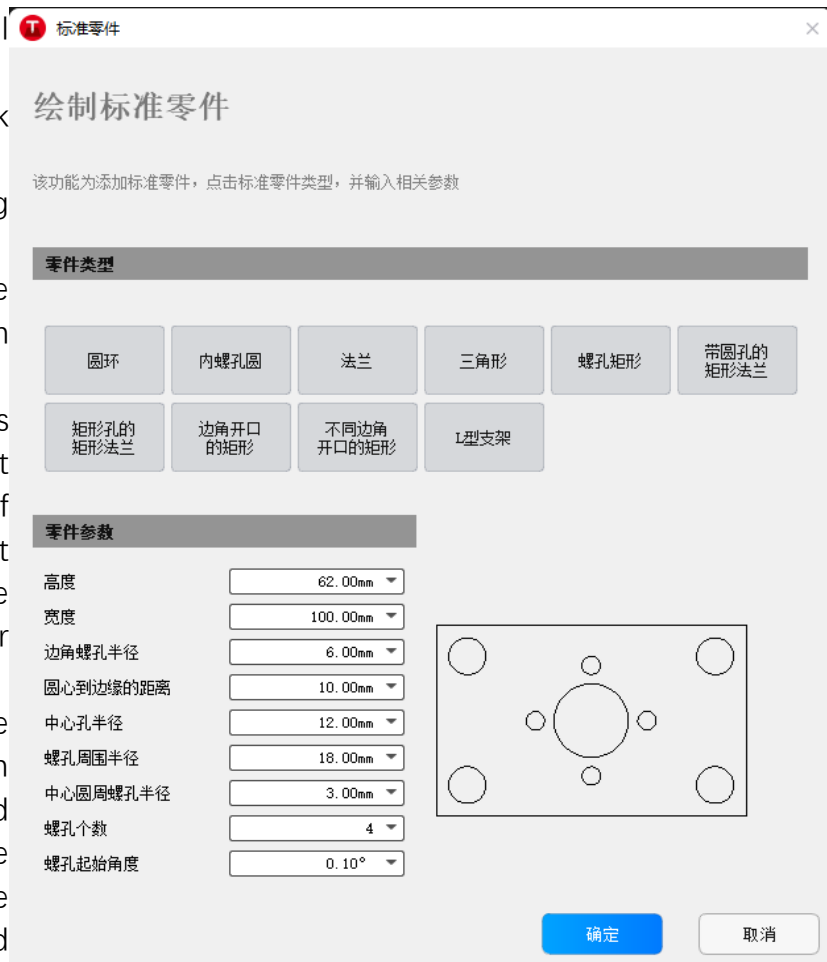 标准零件
绘制标准零件
该功能为添加标准零件，点击标准零件类型，并输入相关参数
零件类型
圆环
内螺孔圆
法兰
三角形
螺孔矩形
带圆孔的
矩形法兰
矩形孔的
矩形法兰
边角开口
的矩形
不同边角
开口的矩形
L型支架
零件参数
高度 62.00mm
宽度 100.00mm
边角螺孔半径 6.00mm
圆心到边缘的距离 10.00mm
中心孔半径 12.00mm
螺孔周围半径 18.00mm
中心圆周螺孔半径 3.00mm
螺孔个数 4
螺孔起始角度 0.10°
确定
取消